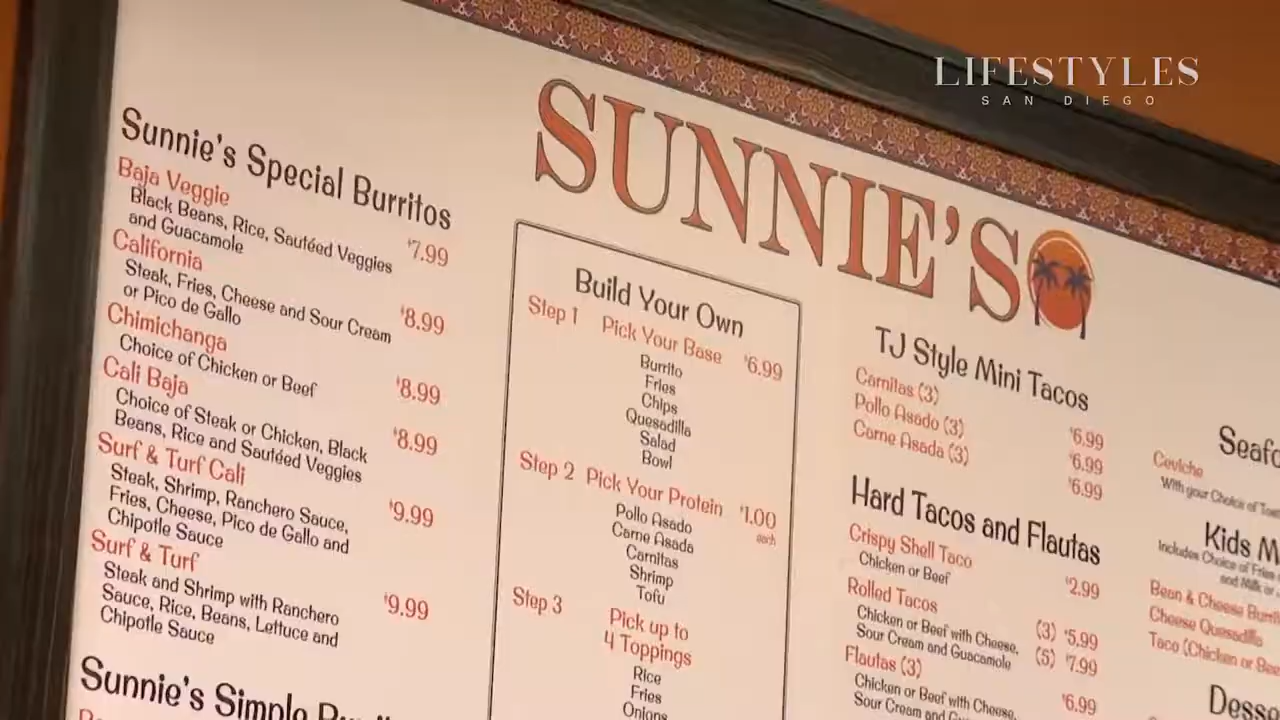 LIFESTYLES
SAN DIEGO
SUNNIE'S
Sunnie's Special Burritos
Baja Veggie $7.99
Black Beans, Rice, Sautéed Veggies
and Guacamole
California $8.99
Steak, Fries, Cheese and Sour Cream
or Pico de Gallo
Chimichanga $8.99
Choice of Chicken or Beef
Cali Baja $8.99
Choice of Steak or Chicken, Black
Beans, Rice and Sautéed Veggies
Surf & Turf Cali $9.99
Steak, Shrimp, Ranchero Sauce,
Fries, Cheese, Pico de Gallo and
Chipotle Sauce
Surf & Turf $9.99
Steak and Shrimp with Ranchero
Sauce, Rice, Beans, Lettuce and
Chipotle Sauce
Sunnie's Simple
Build Your Own
Step 1 Pick Your Base $6.99
Burrito
Fries
Chips
Quesadilla
Salad
Bowl
Step 2 Pick Your Protein $1.00
each
Pollo Asado
Carne Asada
Carnitas
Shrimp
Tofu
Step 3 Pick up to
4 Toppings
Rice
Fries
Onions
TJ Style Mini Tacos
Carnitas (3) $6.99
Pollo Asado (3) $6.99
Carne Asada (3) $6.99
Hard Tacos and Flautas
Crispy Shell Taco $2.99
Chicken or Beef
Rolled Tacos
Chicken or Beef with Cheese, (3) $5.99
Sour Cream and Guacamole (5) $7.99
Flautas (3) $6.99
Chicken or Beef with Cheese,
Sour Cream and
Ceviche
With your Choice of
Kids
Includes Choice of Fries
and Milk or
Bean & Cheese
Cheese Quesadilla
Taco (Chicken or